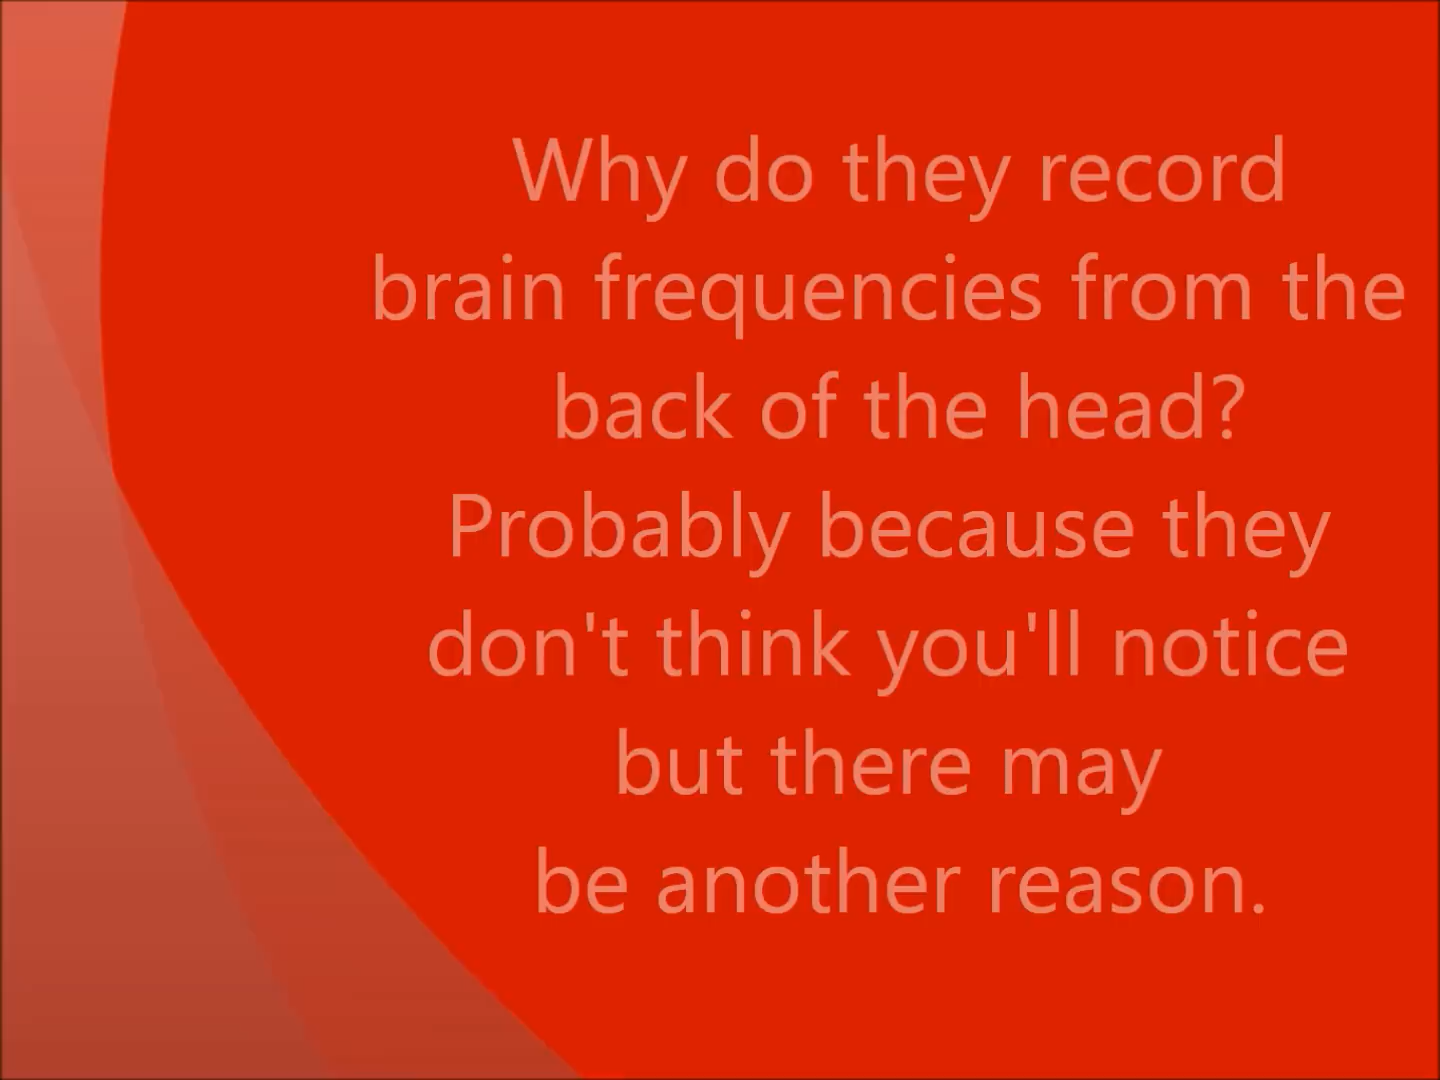 Why do they record
brain frequencies from the
back of the head?
Probably because they
don't think you'll notice
but there may
be another reason.